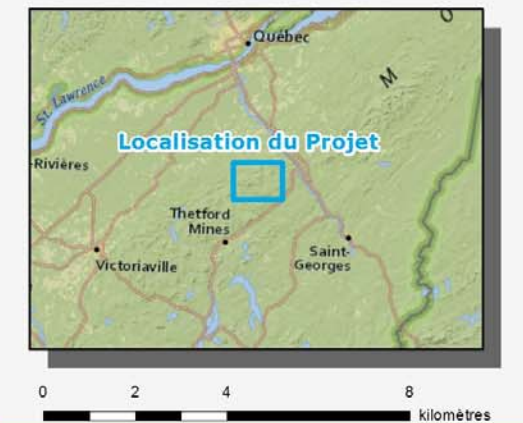 Québec
O
M
St. Lawrence
Localisation du Projet
-Rivières
Thetford
Mines
Victoriaville
Saint-
Georges
0 2 4 8
kilomètres